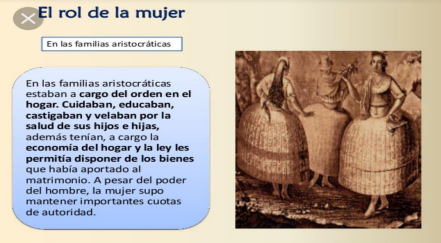 El rol de la mujer
En las familias aristocráticas
En las familias aristocráticas
estaban a cargo del orden en el
hogar. Cuidaban, educaban,
castigaban y velaban por la
salud de sus hijos e hijas,
además tenían, a cargo la
economía del hogar y la ley les
permitía disponer de los bienes
que había aportado al
matrimonio. A pesar del poder
del hombre, la mujer supo
mantener importantes cuotas
de autoridad.